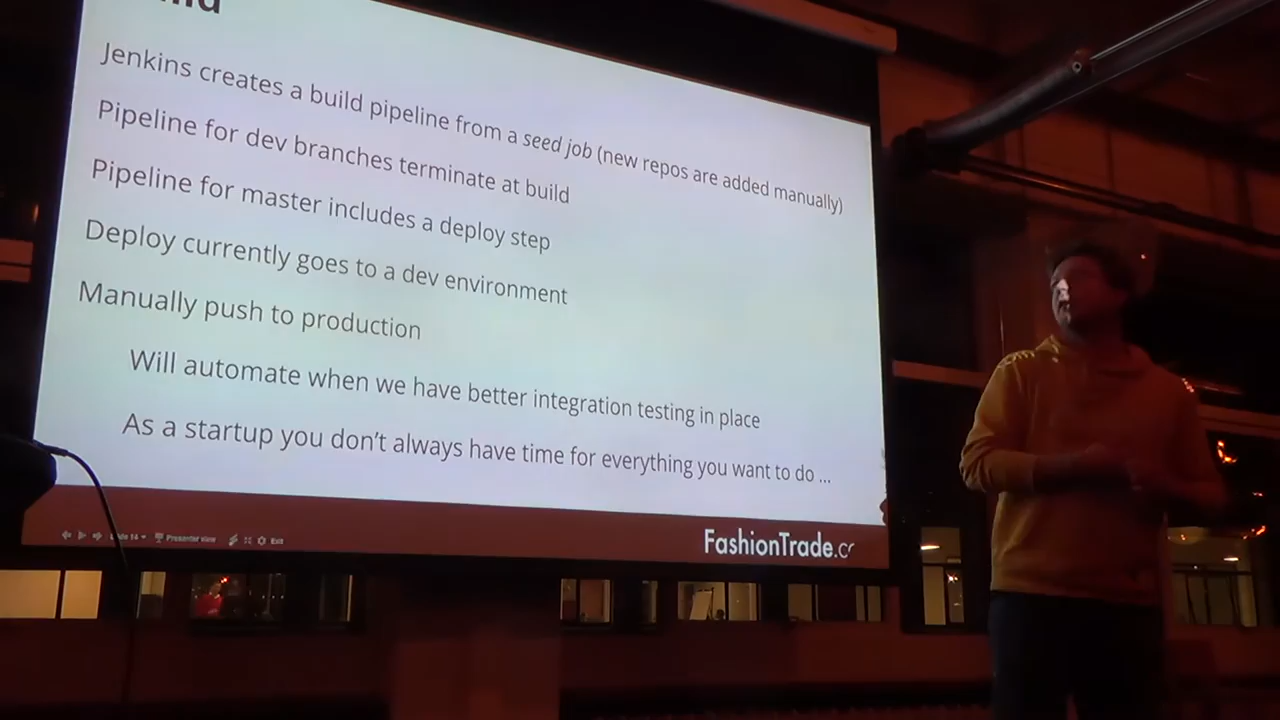 Jenkins creates a build pipeline from a seed job (new repos are added manually)
Pipeline for dev branches terminate at build
Pipeline for master includes a deploy step
Deploy currently goes to a dev environment
Manually push to production
Will automate when we have better integration testing in place
As a startup you don’t always have time for everything you want to do ...
Presenter view
Exit
FashionTrade.c